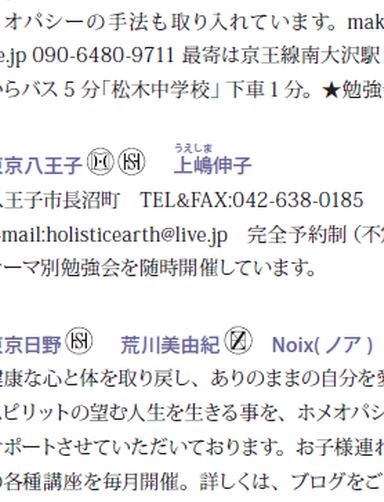 オパシーの手法も取り入れています。mak
e.jp 090-6480-9711 最寄は京王線南大沢駅
らバス 5 分「松木中学校」下車 1 分。★勉強
うえしま
東京八王子 上嶋伸子
王子市長沼町 TEL&FAX:042-638-0185
-mail:holisticearth@live.jp 完全予約制（不
ーマ別勉強会を随時開催しています。
東京日野 荒川美由紀 Noix(ノア)
健康な心と体を取り戻し、ありのままの自分を愛
スピリットの望む人生を生きる事を、ホメオパシ
サポートさせていただいております。お子様連れ
の各種講座を毎月開催。詳しくは、ブログをご